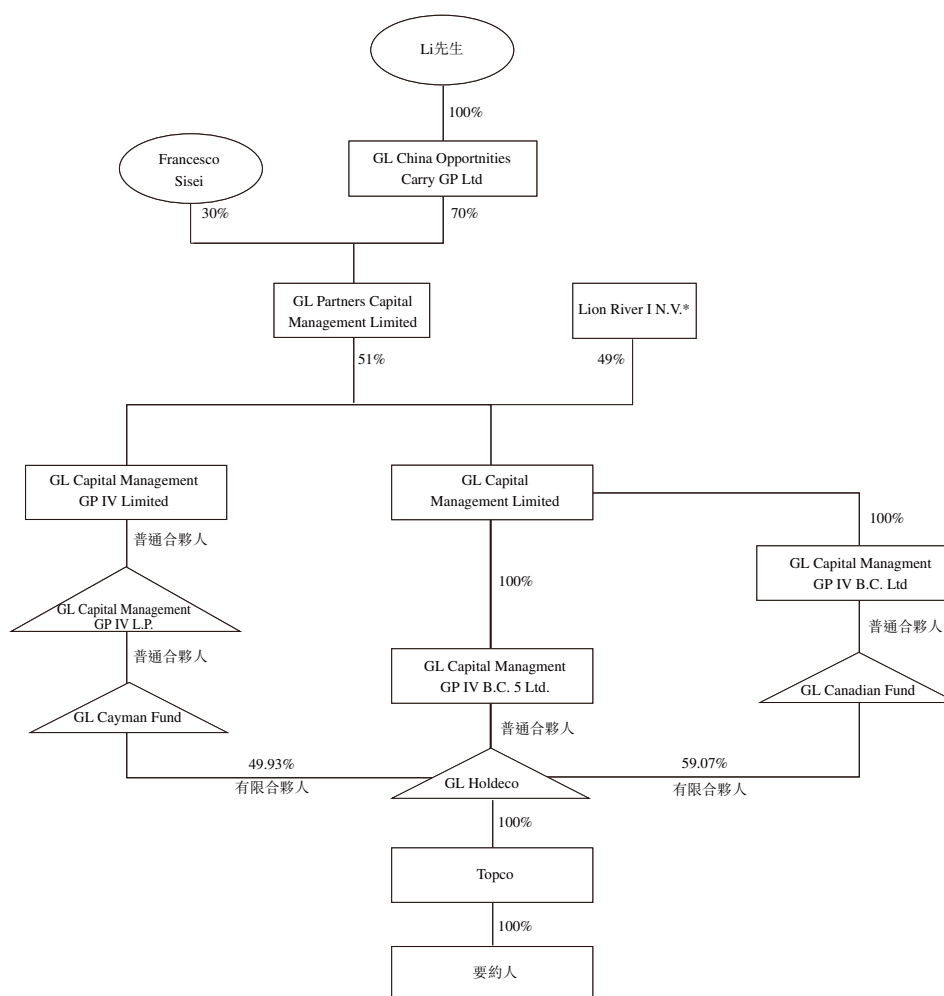 Li先生
100%
GL China Opportnities
Carry GP Ltd
Francesco
Sisei
30%
70%
GL Partners Capital
Management Limited
Lion River I N.V.*
51%
49%
GL Capital Management
GP IV Limited
GL Capital
Management Limited
100%
普通合夥人
GL Capital Managment
GP IV B.C. Ltd
100%
GL Capital Management
GP IV L.P.
普通合夥人
普通合夥人
GL Capital Managment
GP IV B.C. 5 Ltd.
GL Canadian Fund
GL Cayman Fund
普通合夥人
49.93%
有限合夥人
59.07%
有限合夥人
GL Holdeco
100%
Topco
100%
要約人